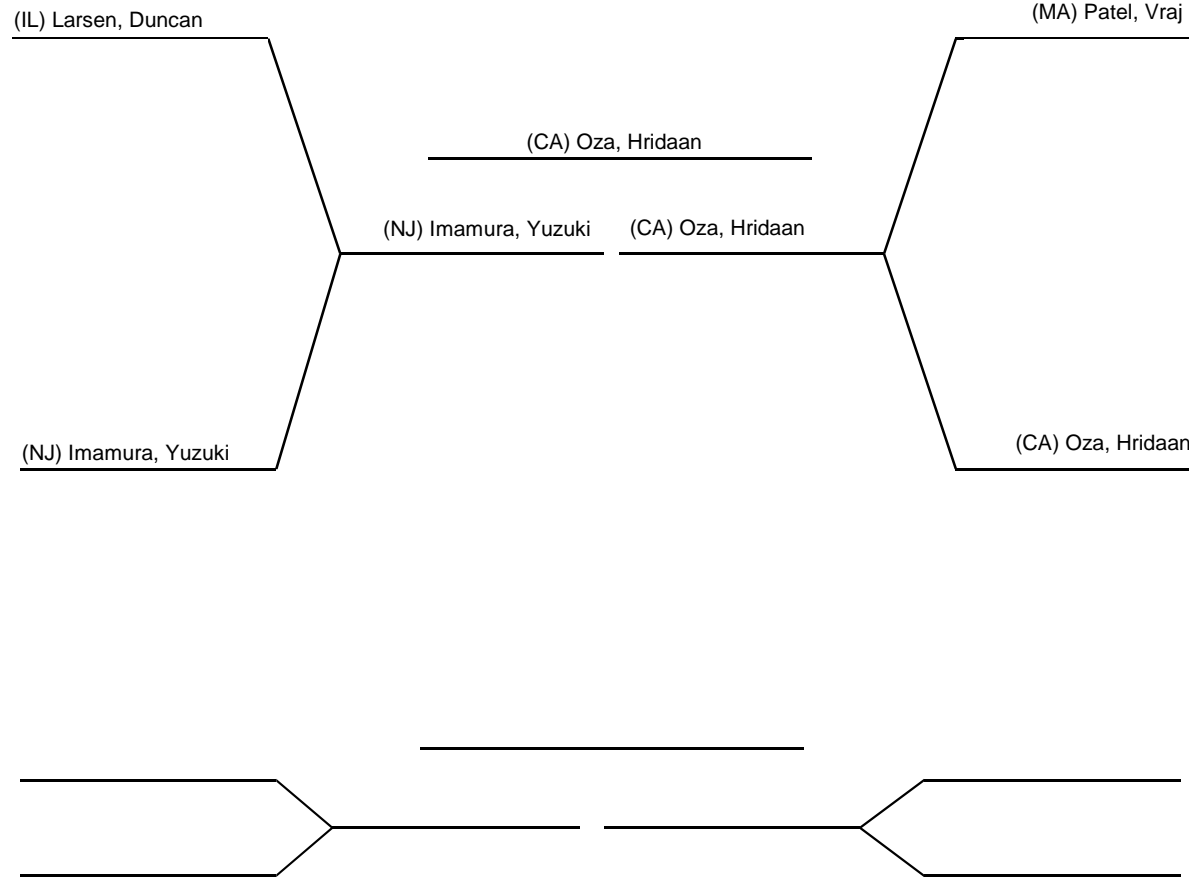 (IL) Larsen, Duncan
(MA) Patel, Vraj
(CA) Oza, Hridaan
(NJ) Imamura, Yuzuki
(CA) Oza, Hridaan
(NJ) Imamura, Yuzuki
(CA) Oza, Hridaan